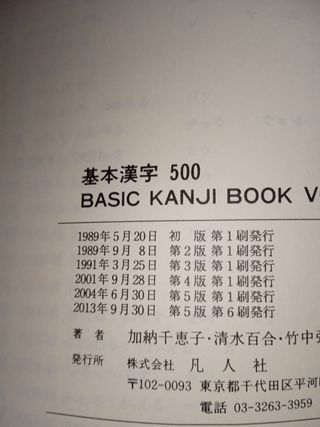 基本漢字 500
BASIC KANJI BOOK
1989年5月20日 初 版 第1刷発行
1989年9月 8日 第2版 第1刷発行
1991年3月25日 第3版 第1刷発行
2001年9月28日 第4版 第1刷発行
2004年6月30日 第5版 第1刷発行
2013年9月30日 第5版 第6刷発行
著 者 加納千恵子・清水百合・竹中
発行所 株式会社 凡人社
〒102-0093 東京都千代田区平河
電話 03-3263-3959